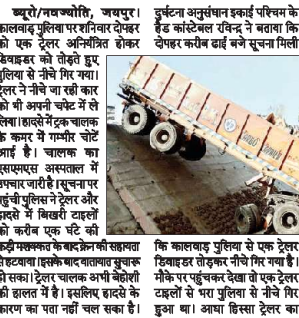 ब्यूरो/नवज्योति, जयपुर।
कालवाड़ पुलिया पर शनिवार दोपहर
को एक ट्रेलर अनियंत्रित होकर
डिवाइडर को तोड़ते हुए
पुलिया से नीचे गिर गया।
ट्रेलर ने नीचे जा रही कार
को भी अपनी चपेट में ले
लिया। हादसे में ट्रक चालक
के कमर में गम्भीर चोटें
आई है। चालक का
एसएमएस अस्पताल में
उपचार जारी है। सूचना पर
पहुंची पुलिस ने ट्रेलर और
हादसे में बिखरी टाइलों
को करीब एक घंटे की
कड़ी मशक्कत के बाद क्रेन की सहायता
से हटवाया। इसके बाद यातायात सुचारू
हो सका। ट्रेलर चालक अभी बेहोशी
की हालत में है। इसलिए हादसे के
कारण का पता नहीं चल सका है।
दुर्घटना अनुसंधान इकाई पश्चिम के
हैड कांस्टेबल रविन्द्र ने बताया कि
दोपहर करीब ढाई बजे सूचना मिली
कि कालवाड़ पुलिया से एक ट्रेलर
डिवाइडर तोड़कर नीचे गिर गया है।
मौके पर पहुंचकर देखा तो एक ट्रेलर
टाइलों से भरा पुलिया से नीचे गिर
हुआ था। आधा हिस्सा ट्रेलर का